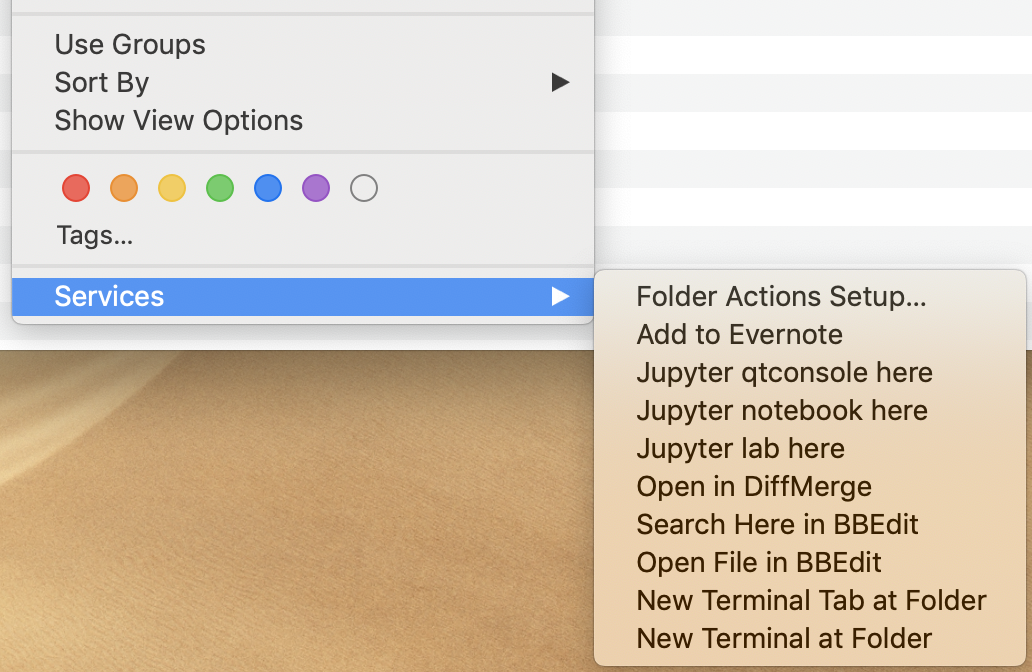 Use Groups
Sort By
Show View Options
Tags...
Services
Folder Actions Setup...
Add to Evernote
Jupyter qtconsole here
Jupyter notebook here
Jupyter lab here
Open in DiffMerge
Search Here in BBEdit
Open File in BBEdit
New Terminal Tab at Folder
New Terminal at Folder